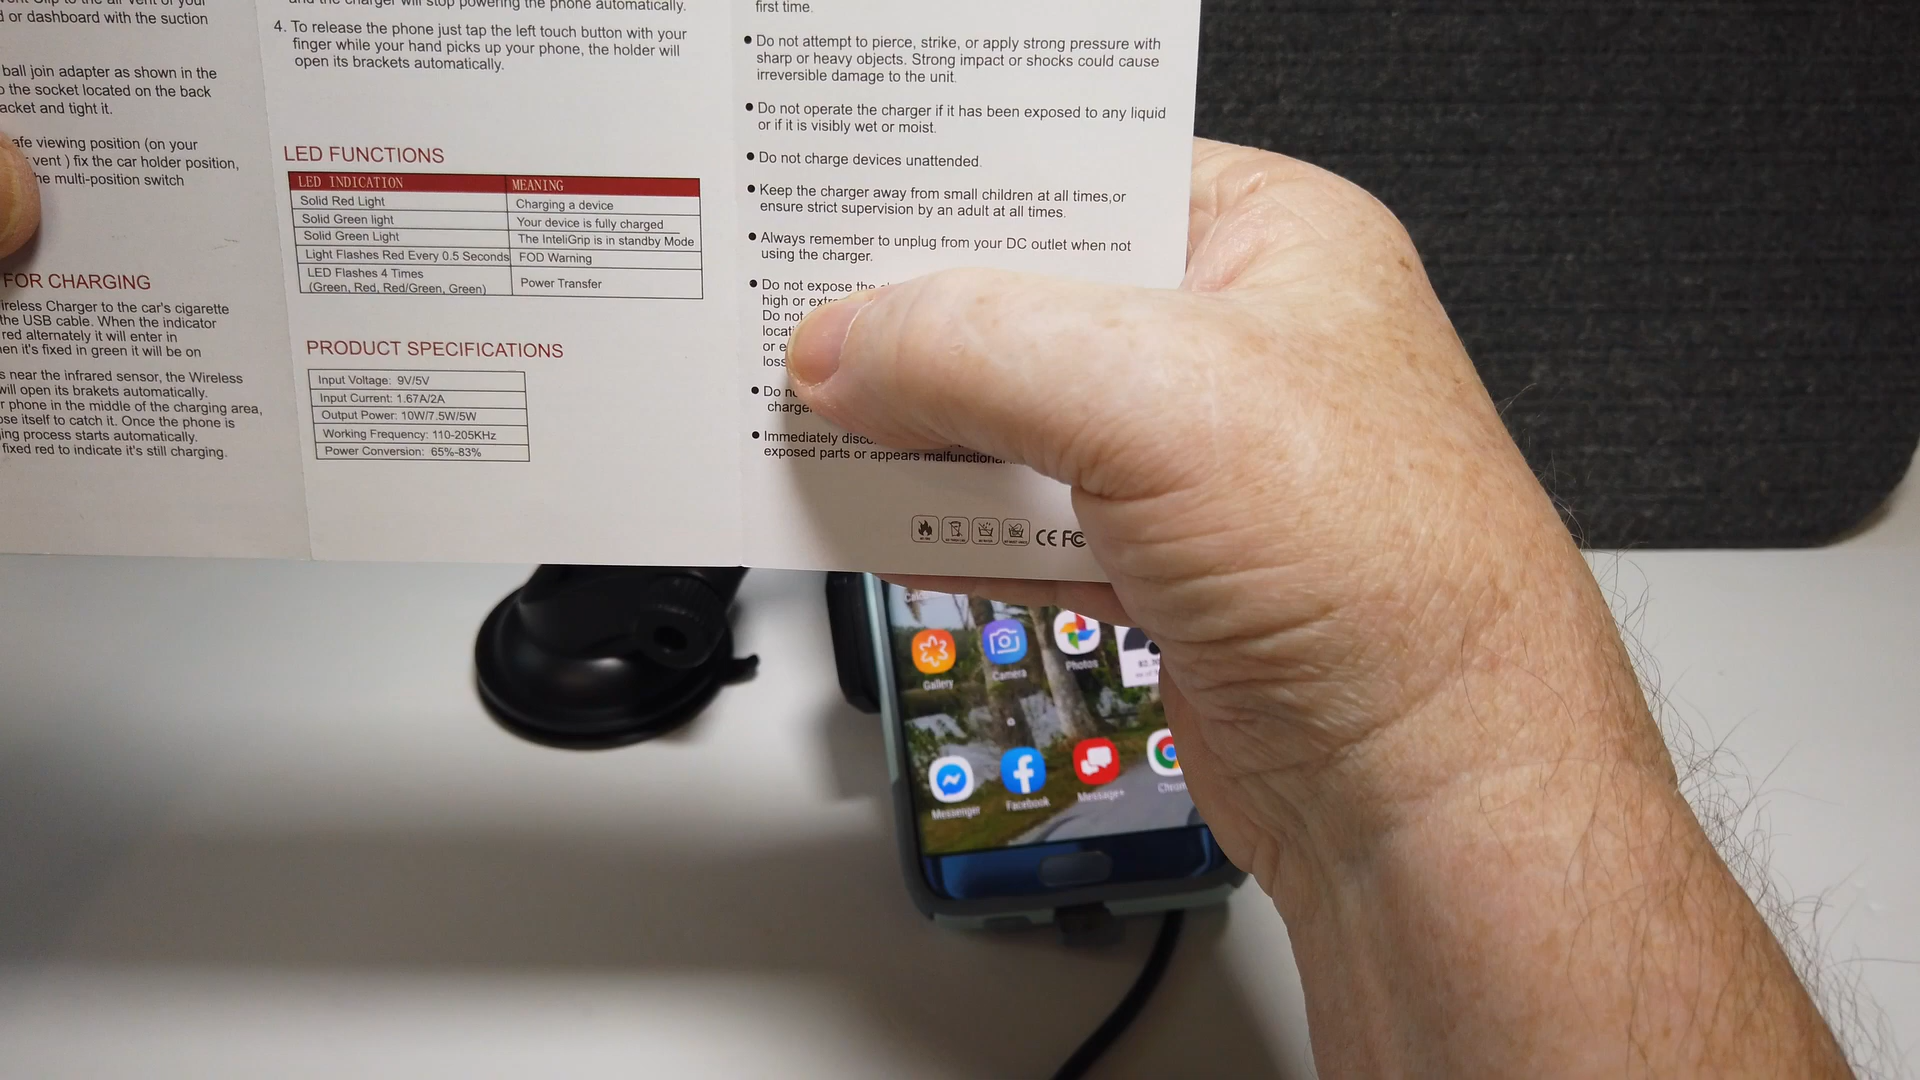 or dashboard with the suction
ball join adapter as shown in the
the socket located on the back
and tight it.
viewing position (on your
vent ) fix the car holder position,
multi-position switch
FOR CHARGING
Charger to the car's cigarette
the USB cable. When the indicator
red alternately it will enter in
it's fixed in green it will be on
near the infrared sensor, the Wireless
will open its brakets automatically.
phone in the middle of the charging area,
itself to catch it. Once the phone is
process starts automatically.
fixed red to indicate it's still charging.
and the charger will stop powering the phone automatically.
4. To release the phone just tap the left touch button with your
finger while your hand picks up your phone, the holder will
open its brackets automatically.
LED FUNCTIONS
LED INDICATION MEANING
Solid Red Light Charging a device
Solid Green light Your device is fully charged
Solid Green Light The InteliGrip is in standby Mode
Light Flashes Red Every 0.5 Seconds FOD Warning
LED Flashes 4 Times
(Green, Red, Red/Green, Green) Power Transfer
PRODUCT SPECIFICATIONS
Input Voltage: 9V/5V
Input Current: 1.67A/2A
Output Power: 10W/7.5W/5W
Working Frequency: 110-205KHz
Power Conversion: 65%-83%
first time.
● Do not attempt to pierce, strike, or apply strong pressure with
sharp or heavy objects. Strong impact or shocks could cause
irreversible damage to the unit.
● Do not operate the charger if it has been exposed to any liquid
or if it is visibly wet or moist.
● Do not charge devices unattended.
● Keep the charger away from small children at all times,or
ensure strict supervision by an adult at all times.
● Always remember to unplug from your DC outlet when not
using the charger.
● Do not expose the
high or
Do not
● Do
● Immediately
exposed parts or appears
CE FC
Gallery
Camera
Photos
Messenger
Facebook
Message+